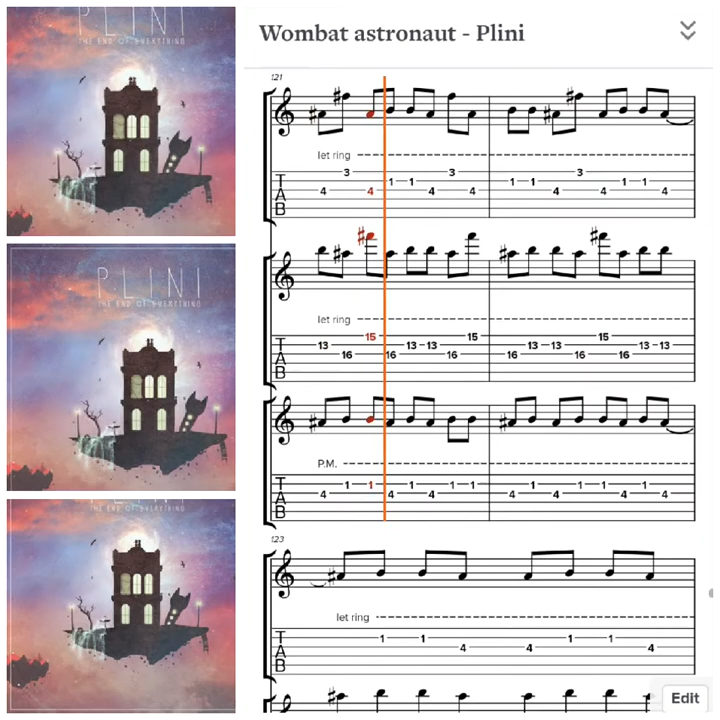 PLINI
THE END OF EVERYTHING
PLINI
THE END OF EVERYTHING
PLINI
THE END OF EVERYTHING
Wombat astronaut - Plini
121
let ring
3 3 3
1 1 1 1 1 1
4 4 4 4 4 4 4
let ring
15 15 15
13 13 13 13 13 13 13
16 16 16 16 16 16
P.M.
1 1 1 1 1 1 1 1 1
4 4 4 4 4 4 4
123
let ring
1 1 1 1
4 4 4
Edit